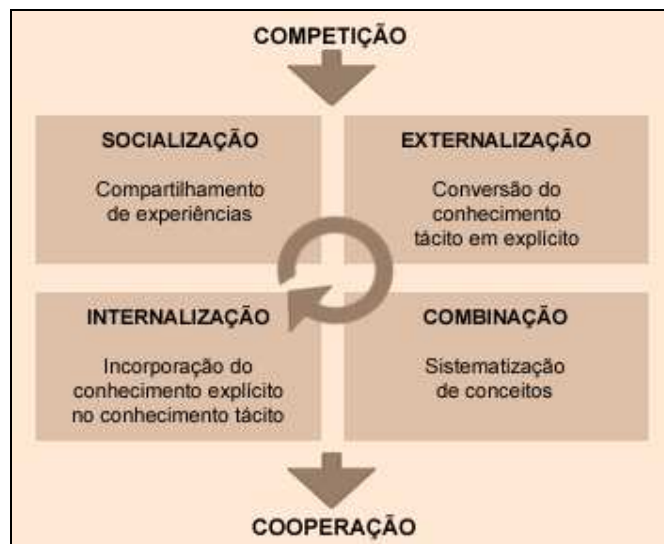 COMPETIÇÃO
SOCIALIZAÇÃO
Compartilhamento
de experiências
EXTERNALIZAÇÃO
Conversão do
conhecimento
tácito em explícito
INTERNALIZAÇÃO
Incorporação do
conhecimento explícito
no conhecimento tácito
COMBINAÇÃO
Sistematização
de conceitos
COOPERAÇÃO